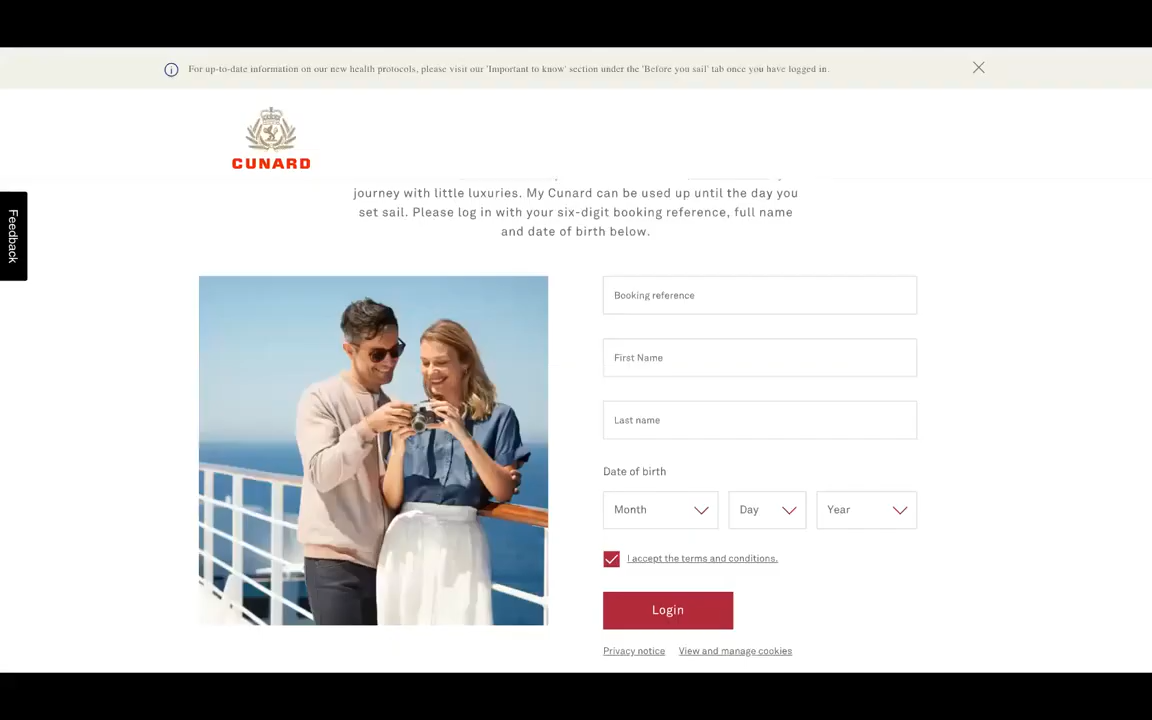 For up-to-date information on our new health protocols, please visit our 'Important to know' section under the 'Before you sail' tab once you have logged in.
CUNARD
journey with little luxuries. My Cunard can be used up until the day you
set sail. Please log in with your six-digit booking reference, full name
and date of birth below.
Feedback
Booking reference
First Name
Last name
Date of birth
Month Day Year
I accept the terms and conditions.
Login
Privacy notice View and manage cookies